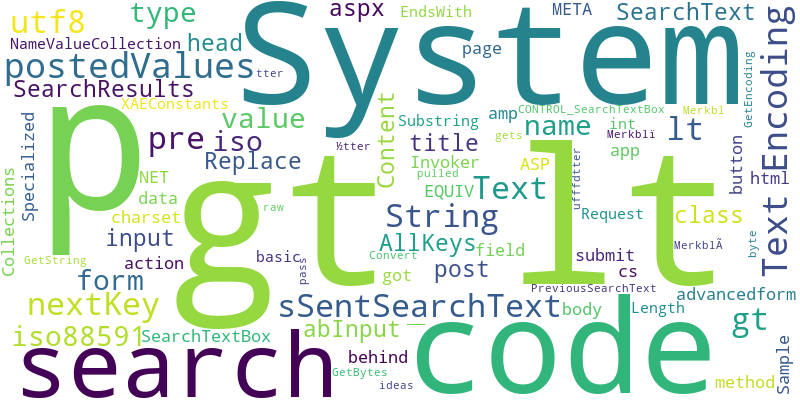 aspx
EndsWith
META
SearchText
type
utf8
System
NameValueCollection
head
page
postedValues
tter
SearchResults
XAEConstants
p
value
Substring
amp
CONTROL_SearchTextBox
Merkbl
GetEncoding
Text Encoding
pre
iso
½tter
title
name
int
Merkblï
lt
Specialized
Replace
Content
Invoker
gets
ASP
app
button
html
NET
pulled
EQUIV
Text
ufffdtter
Collections
data
gt
lt
charset
raw
String
Request
class
input
AllKeys
field
MerkblÃ
byte
GetString
action
basic
Convert
submit
form
pass
got
post
cs
PreviousSearchText
advancedform
nextKey
sSentSearchText
body
Length
gt
iso88591
SearchTextBox
abInput
code
search
behind
GetBytes
ideas
method
Sample